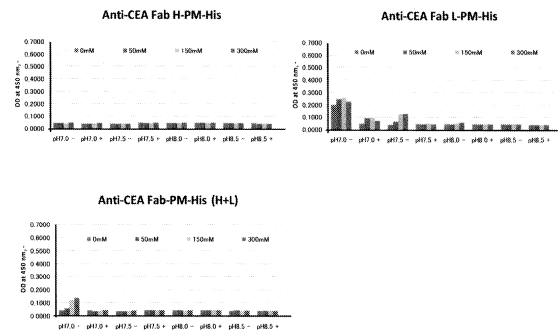 Anti-CEA Fab H-PM-His
0mM 50mM 150mM 300mM
OD at 450 nm, -
0.7000
0.6000
0.5000
0.4000
0.3000
0.2000
0.1000
0.0000
pH7.0 − pH7.0 + pH7.5 − pH7.5 + pH8.0 − pH8.0 + pH8.5 − pH8.5 +
Anti-CEA Fab L-PM-His
0mM 50mM 150mM 300mM
OD at 450 nm, -
0.7000
0.6000
0.5000
0.4000
0.3000
0.2000
0.1000
0.0000
pH7.0 − pH7.0 + pH7.5 − pH7.5 + pH8.0 − pH8.0 + pH8.5 − pH8.5 +
Anti-CEA Fab-PM-His (H+L)
0mM 50mM 150mM 300mM
OD at 450 nm, -
0.7000
0.6000
0.5000
0.4000
0.3000
0.2000
0.1000
0.0000
pH7.0 - pH7.0 + pH7.5 − pH7.5 + pH8.0 − pH8.0 + pH8.5 − pH8.5 +